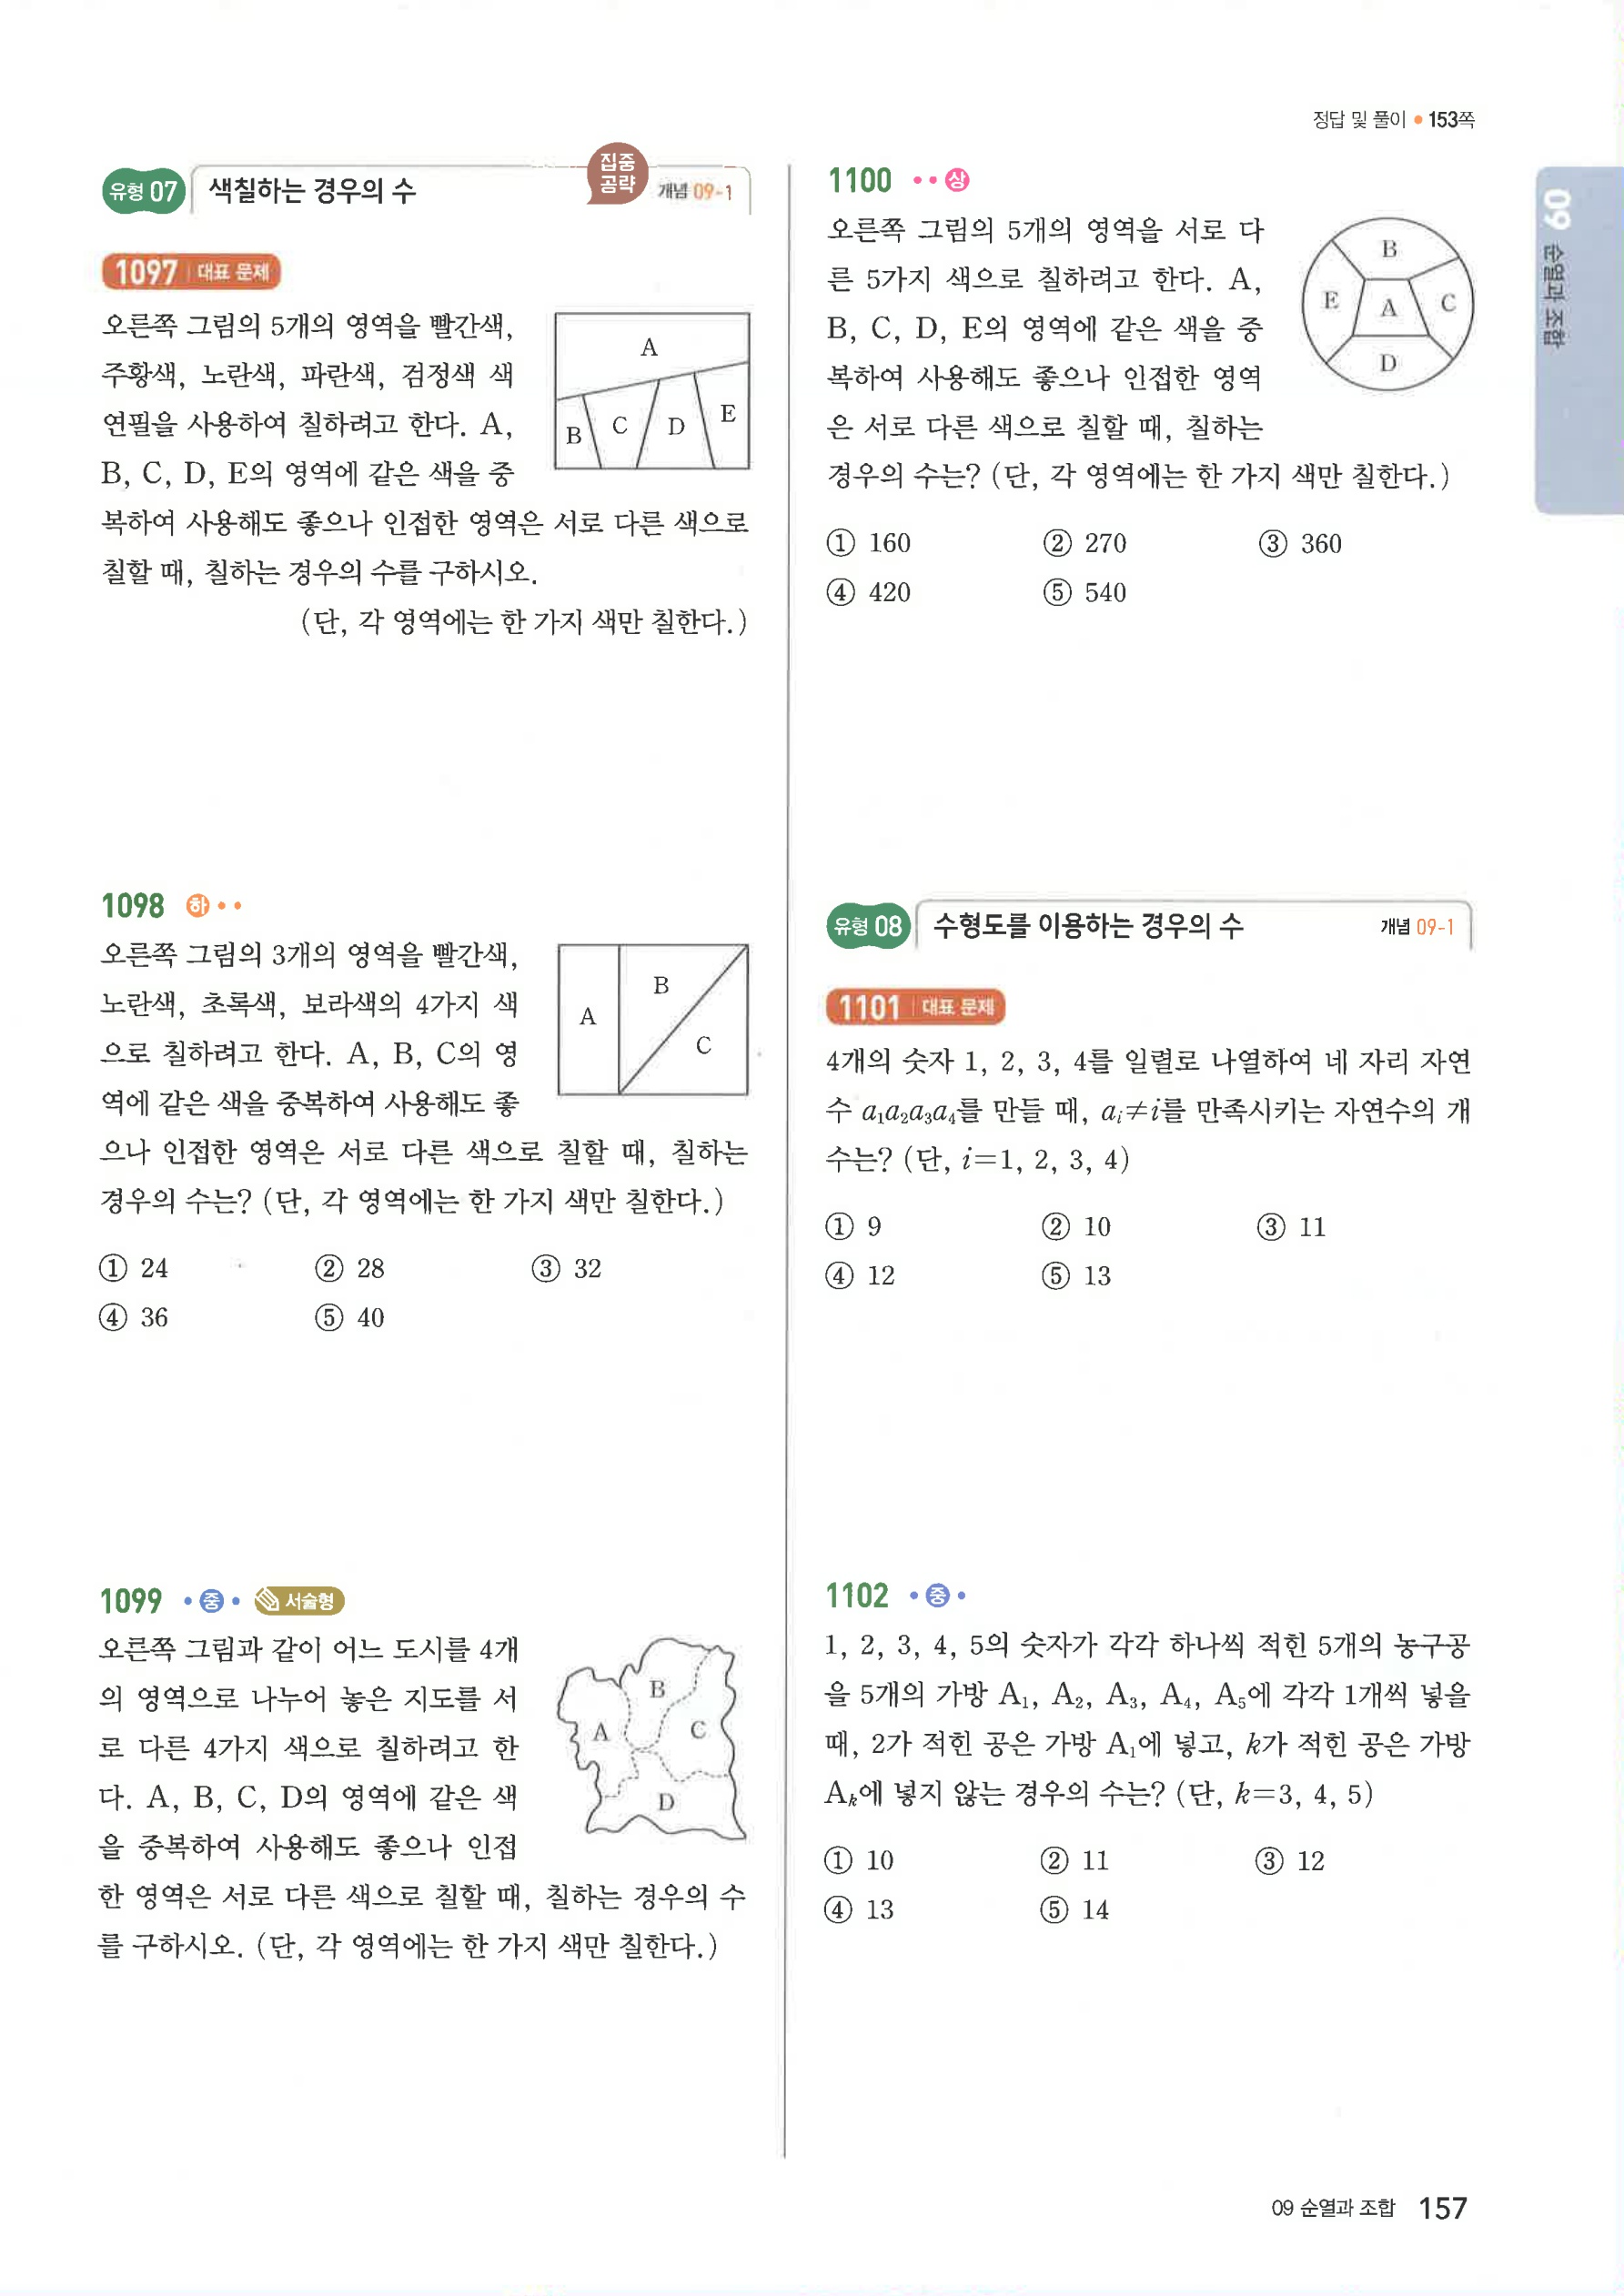 정답 및 풀이 • 153쪽
유형 07 색칠하는 경우의 수
집중
공략
개념 09-1
1097 대표 문제
오른쪽 그림의 5개의 영역을 빨간색,
주황색, 노란색, 파란색, 검정색 색
연필을 사용하여 칠하려고 한다. A,
B, C, D, E의 영역에 같은 색을 중
복하여 사용해도 좋으나 인접한 영역은 서로 다른 색으로
칠할 때, 칠하는 경우의 수를 구하시오.
(단, 각 영역에는 한 가지 색만 칠한다.)
A
B C D E
1098 하
오른쪽 그림의 3개의 영역을 빨간색,
노란색, 초록색, 보라색의 4가지 색
으로 칠하려고 한다. A, B, C의 영
역에 같은 색을 중복하여 사용해도 좋
으나 인접한 영역은 서로 다른 색으로 칠할 때, 칠하는
경우의 수는? (단, 각 영역에는 한 가지 색만 칠한다.)
A B C
① 24 ② 28 ③ 32
④ 36 ⑤ 40
1099 • 중 • 서술형
오른쪽 그림과 같이 어느 도시를 4개
의 영역으로 나누어 놓은 지도를 서
로 다른 4가지 색으로 칠하려고 한
다. A, B, C, D의 영역에 같은 색
을 중복하여 사용해도 좋으나 인접
한 영역은 서로 다른 색으로 칠할 때, 칠하는 경우의 수
를 구하시오. (단, 각 영역에는 한 가지 색만 칠한다.)
B
A C
D
1100 • • 상
오른쪽 그림의 5개의 영역을 서로 다
른 5가지 색으로 칠하려고 한다. A,
B, C, D, E의 영역에 같은 색을 중
복하여 사용해도 좋으나 인접한 영역
은 서로 다른 색으로 칠할 때, 칠하는
경우의 수는? (단, 각 영역에는 한 가지 색만 칠한다.)
B
E A C
D
① 160 ② 270 ③ 360
④ 420 ⑤ 540
유형 08 수형도를 이용하는 경우의 수 개념 09-1
1101 대표 문제
4개의 숫자 1, 2, 3, 4를 일렬로 나열하여 네 자리 자연
수 a₁a₂a₃a₄를 만들 때, aᵢ≠i를 만족시키는 자연수의 개
수는? (단, i=1, 2, 3, 4)
① 9 ② 10 ③ 11
④ 12 ⑤ 13
1102 • 중 •
1, 2, 3, 4, 5의 숫자가 각각 하나씩 적힌 5개의 농구공
을 5개의 가방 A₁, A₂, A₃, A₄, A₅에 각각 1개씩 넣을
때, 2가 적힌 공은 가방 A₁에 넣고, k가 적힌 공은 가방
Aₖ에 넣지 않는 경우의 수는? (단, k=3, 4, 5)
① 10 ② 11 ③ 12
④ 13 ⑤ 14
09 순열과 조합
09 순열과 조합 157